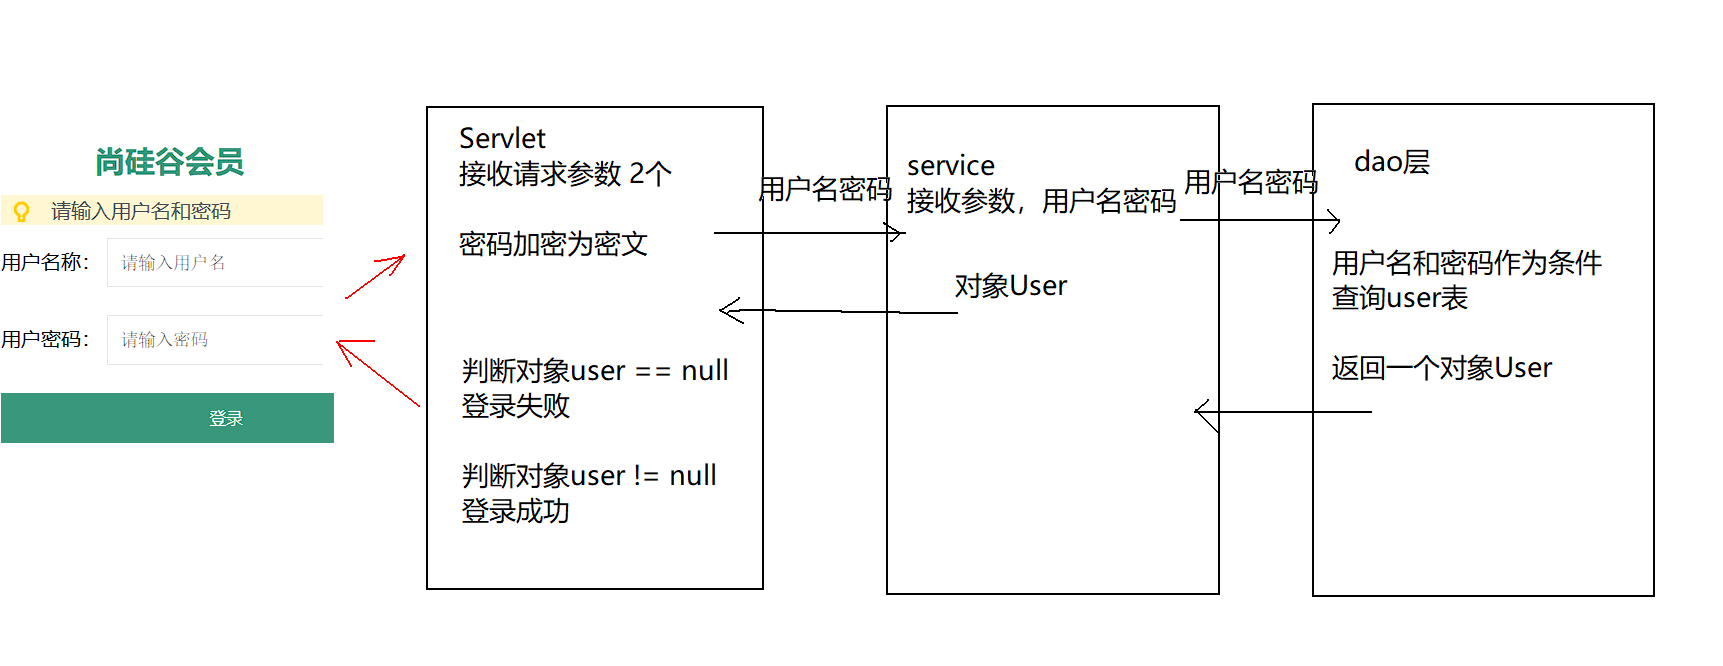 尚硅谷会员
请输入用户名和密码
用户名称：
请输入用户名
用户密码：
请输入密码
登录
Servlet
接收请求参数 2个
密码加密为密文
判断对象user == null
登录失败
判断对象user != null
登录成功
用户名密码
service
接收参数，用户名密码
对象User
用户名密码
dao层
用户名和密码作为条件
查询user表
返回一个对象User